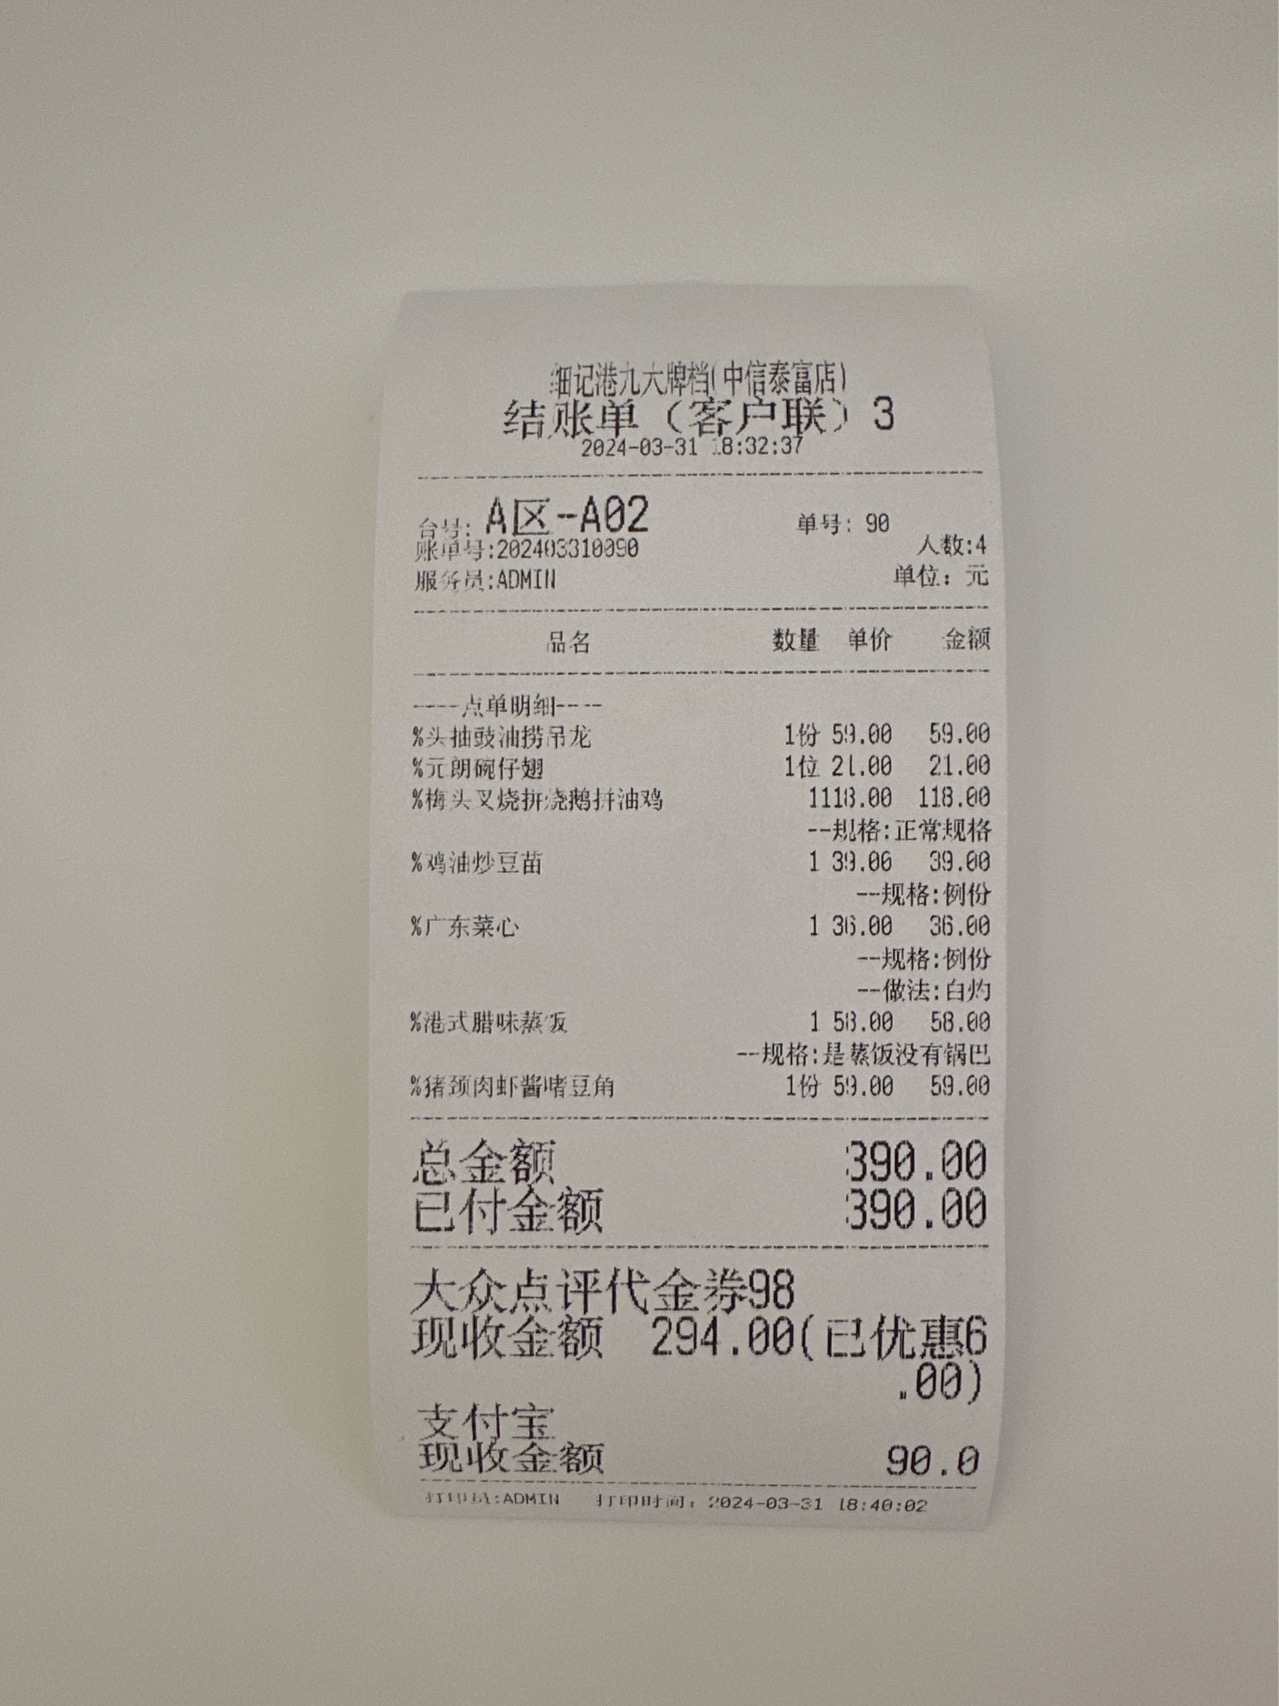 细记港九大牌档(中信泰富店)
结账单（客户联）3
2024-03-31 18:32:37
台号: A区-A02 单号: 90
账单号:202403310090 人数:4
服务员:ADMIN 单位: 元
品名 数量 单价 金额
----点单明细----
%头抽豉油捞吊龙 1份 59.00 59.00
%元朗碗仔翅 1位 21.00 21.00
%梅头叉烧拼烧鹅拼油鸡 1118.00 118.00
--规格:正常规格
%鸡油炒豆苗 1 39.00 39.00
--规格:例份
%广东菜心 1 36.00 36.00
--规格:例份
--做法:白灼
%港式腊味蒸饭 1 58.00 58.00
--规格:是蒸饭没有锅巴
%猪颈肉虾酱啫豆角 1份 59.00 59.00
总金额 390.00
已付金额 390.00
大众点评代金券98
现收金额 294.00(已优惠6
.00)
支付宝
现收金额 90.0
打印员:ADMIN 打印时间: 2024-03-31 18:40:02